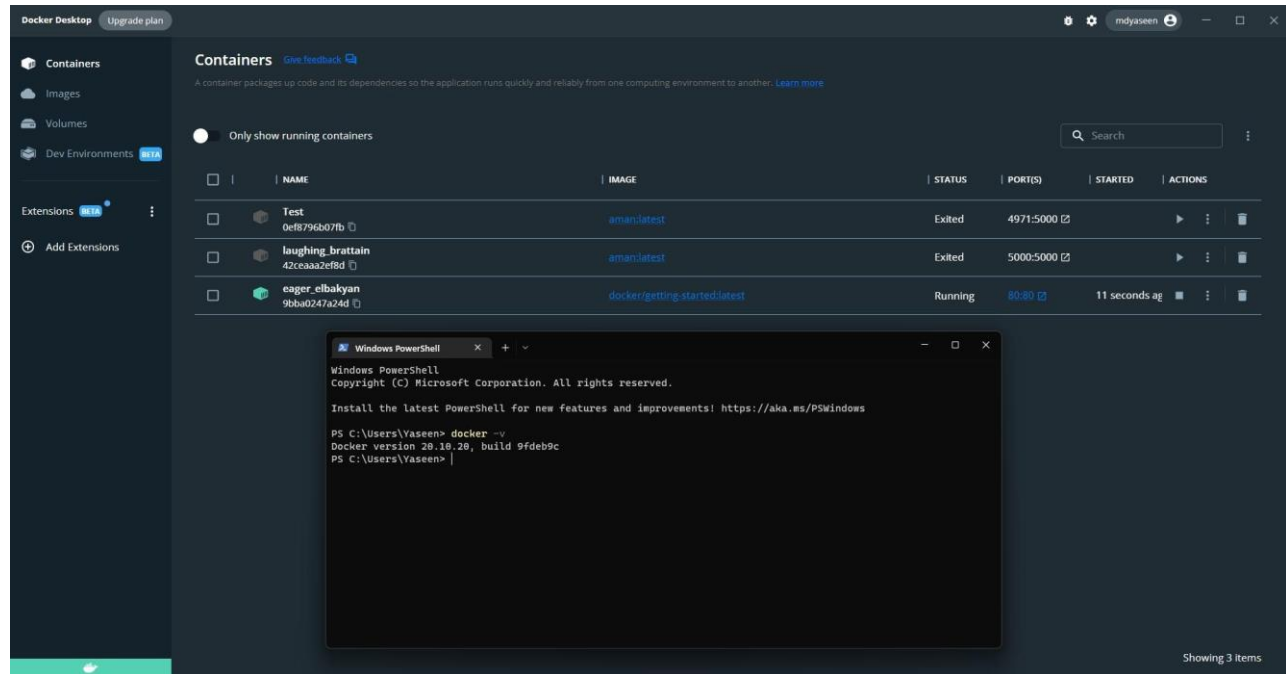 Docker Desktop Upgrade plan mdyaseen
Containers
Images
Volumes
Dev Environments BETA
Extensions BETA
Add Extensions
Containers Give feedback
A container packages up code and its dependencies so the application runs quickly and reliably from one computing environment to another. Learn more
Only show running containers Search
NAME IMAGE STATUS PORT(S) STARTED ACTIONS
Test aman:latest Exited 4971:5000
0ef8796b07fb
laughing_brattain aman:latest Exited 5000:5000
42ceaaa2ef8d
eager_elbakyan docker/getting-started:latest Running 80:80 11 seconds ag
9bba0247a24d
Windows PowerShell
Windows PowerShell
Copyright (C) Microsoft Corporation. All rights reserved.
Install the latest PowerShell for new features and improvements! https://aka.ms/PSWindows
PS C:\Users\Yaseen> docker -v
Docker version 20.10.20, build 9fdeb9c
PS C:\Users\Yaseen>
Showing 3 items